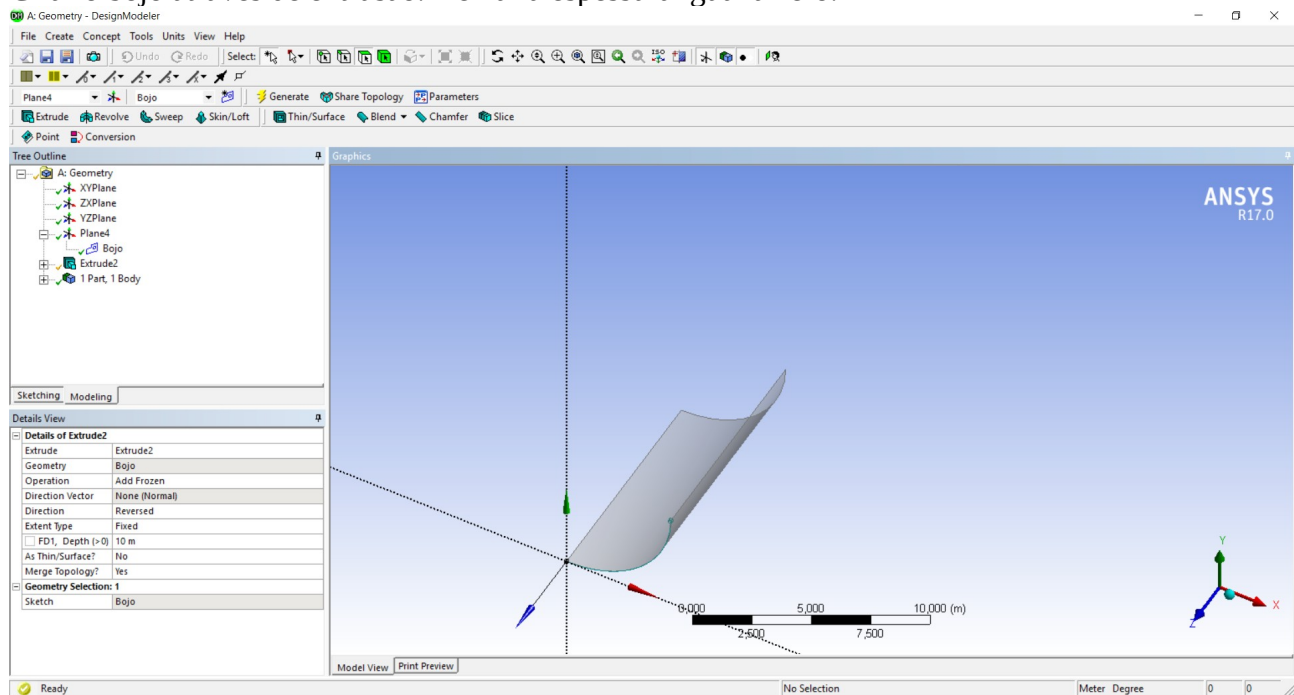 A: Geometry - DesignModeler
File Create Concept Tools Units View Help
Undo Redo Select:
Plane4 Bojo Generate Share Topology Parameters
Extrude Revolve Sweep Skin/Loft Thin/Surface Blend Chamfer Slice
Point Conversion
Tree Outline
A: Geometry
XYPlane
ZXPlane
YZPlane
Plane4
Bojo
Extrude2
1 Part, 1 Body
Sketching Modeling
Details View
Details of Extrude2
Extrude Extrude2
Geometry Bojo
Operation Add Frozen
Direction Vector None (Normal)
Direction Reversed
Extent Type Fixed
FD1, Depth (>0) 10 m
As Thin/Surface? No
Merge Topology? Yes
Geometry Selection: 1
Sketch Bojo
Graphics
ANSYS
R17.0
0,000 5,000 10,000 (m)
2,500 7,500
Y
X
Z
Model View Print Preview
Ready No Selection Meter Degree 0 0